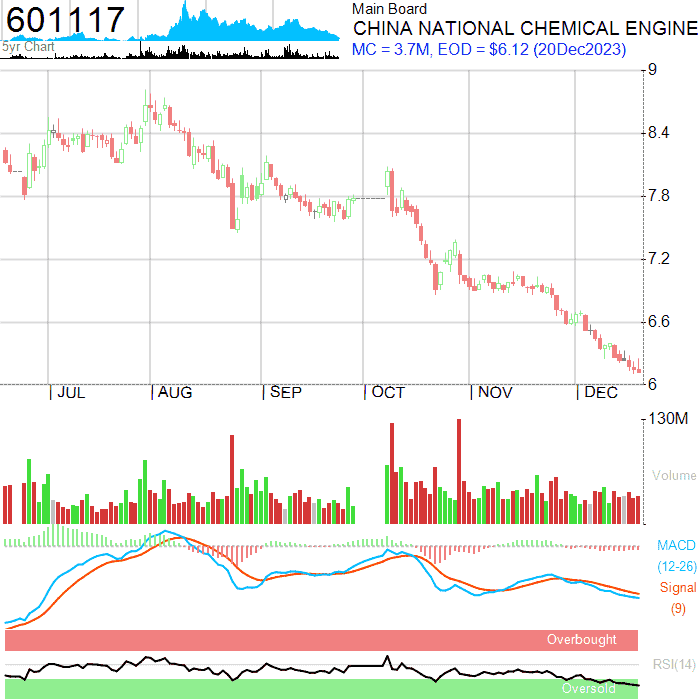 601117
5yr Chart
Main Board
CHINA NATIONAL CHEMICAL ENGINE
MC = 3.7M, EOD = $6.12 (20Dec2023)
9
8.4
7.8
7.2
6.6
6
JUL AUG SEP OCT NOV DEC
130M
Volume
MACD
(12-26)
Signal
(9)
Overbought
RSI(14)
Oversold